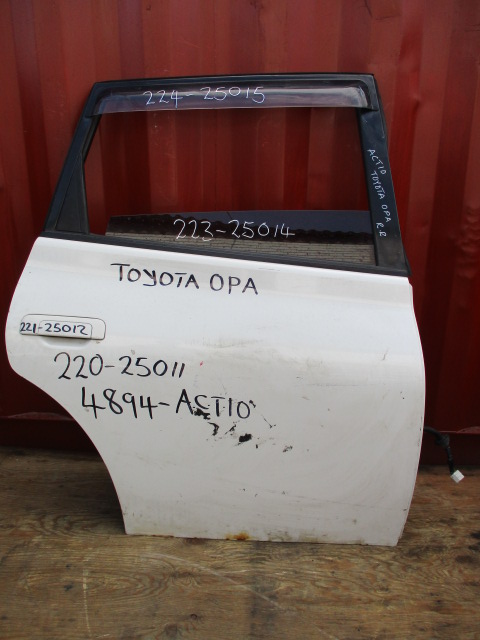 224-25015
ACT10
TOYOTA OPA
R.R
223-25014
TOYOTA OPA
221-25012
220-25011
4894-ACT10